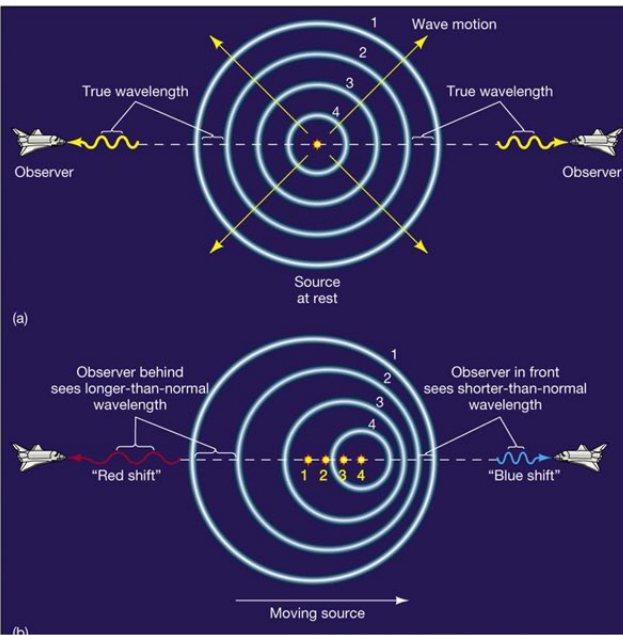 1
Wave motion
2
3
4
True wavelength
True wavelength
Observer
Observer
Source
at rest
(a)
1
Observer behind
sees longer-than-normal
wavelength
2
Observer in front
sees shorter-than-normal
wavelength
3
4
"Red shift"
1 2 3 4
"Blue shift"
Moving source
(b)